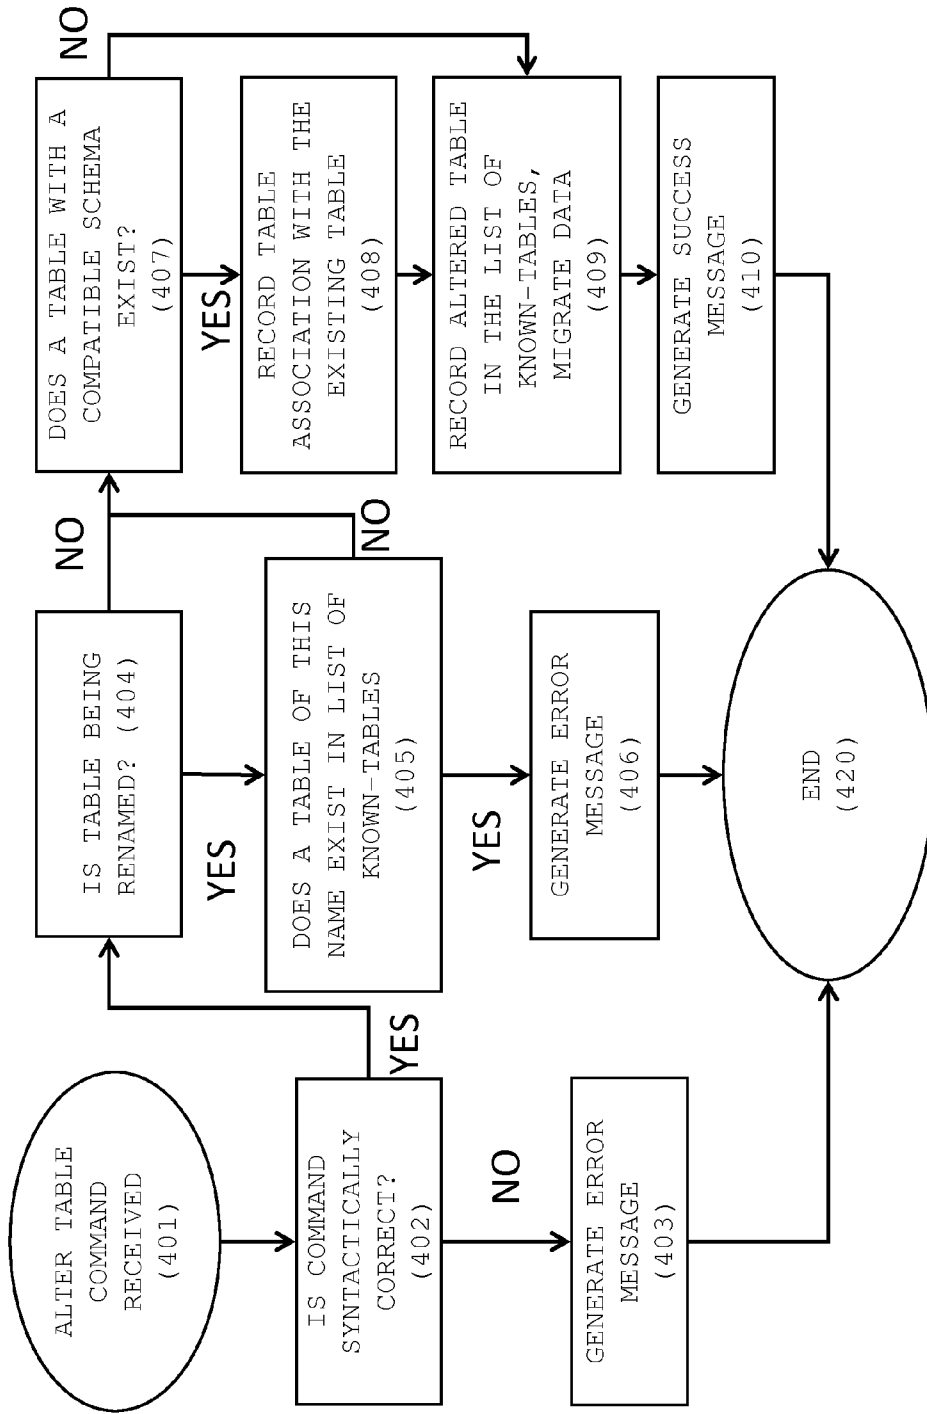 ALTER TABLE
COMMAND
RECEIVED
(401)
IS COMMAND
SYNTACTICALLY
CORRECT?
(402)
YES
NO
GENERATE ERROR
MESSAGE
(403)
IS TABLE BEING
RENAMED? (404)
NO
YES
DOES A TABLE OF THIS
NAME EXIST IN LIST OF
KNOWN-TABLES
(405)
NO
YES
GENERATE ERROR
MESSAGE
(406)
DOES A TABLE WITH A
COMPATIBLE SCHEMA
EXIST?
(407)
NO
YES
RECORD TABLE
ASSOCIATION WITH THE
EXISTING TABLE
(408)
RECORD ALTERED TABLE
IN THE LIST OF
KNOWN-TABLES,
MIGRATE DATA
(409)
GENERATE SUCCESS
MESSAGE
(410)
END
(420)